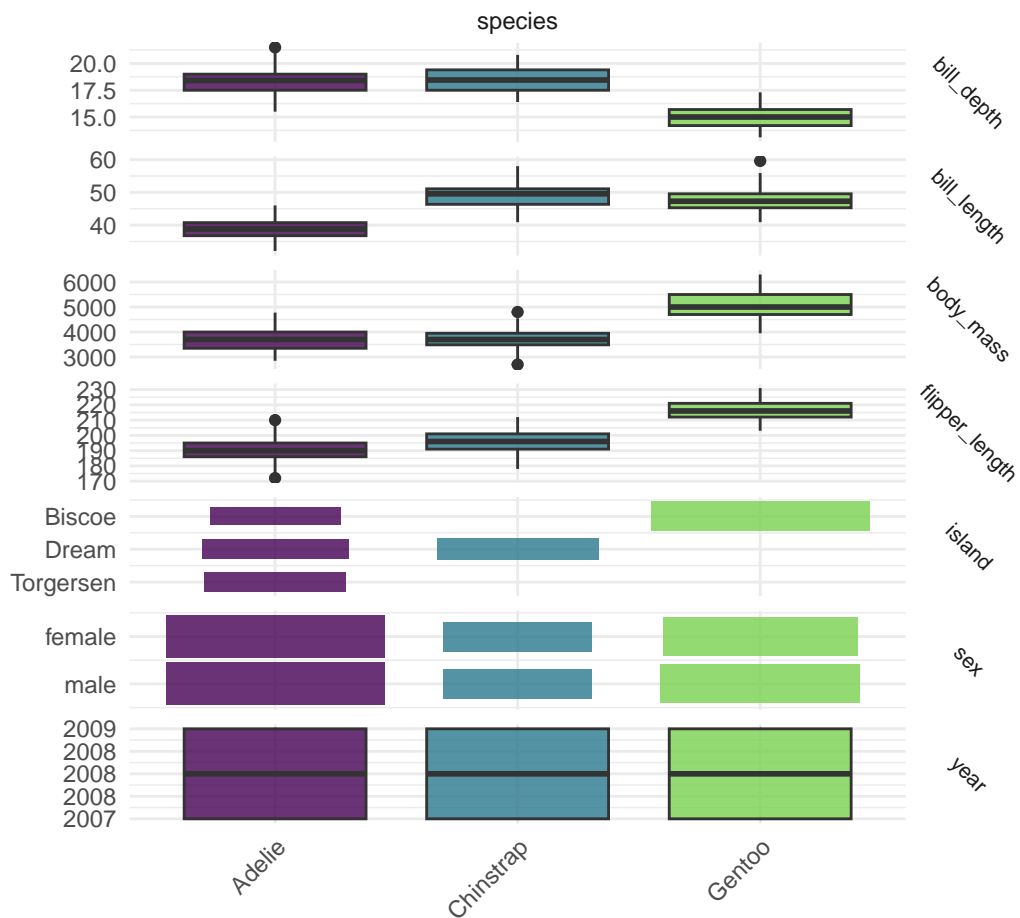 species
20.0
17.5
15.0
bill_depth
60
50
40
bill_length
6000
5000
4000
3000
body_mass
230
220
210
200
190
180
170
flipper_length
Biscoe
Dream
Torgersen
island
female
male
sex
2009
2008
2008
2008
2007
year
Adelie
Chinstrap
Gentoo